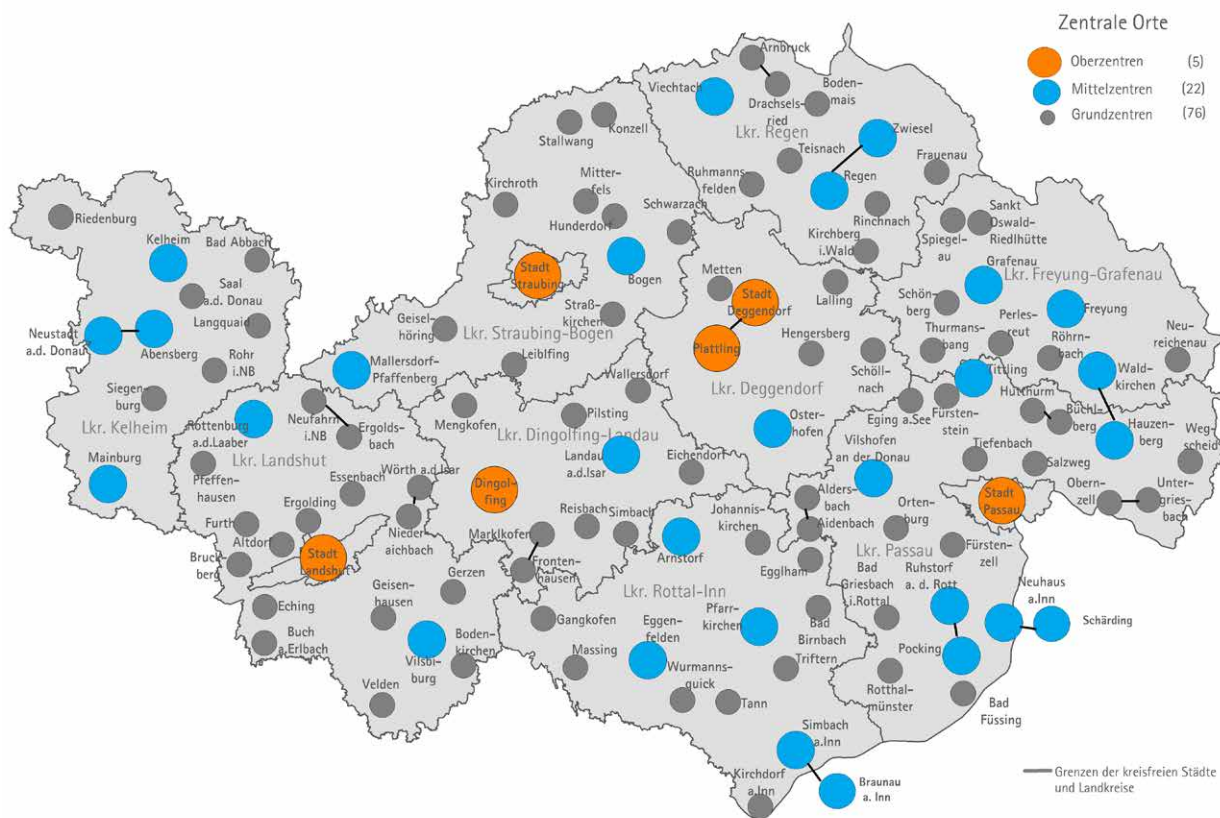 Zentrale Orte
Oberzentren (5)
Mittelzentren (22)
Grundzentren (76)
Arnbruck
Viechtach
Drachsels-
ried
Boden-
mais
Lkr. Regen
Zwiesel
Konzell
Stallwang
Teisnach
Frauenau
Ruhmanns-
felden
Regen
Rinchnach
Kirchberg
i.Wald
Kirchroth
Mitter-
fels
Hunderdorf
Schwarzach
Bogen
Stadt
Straubing
Straß-
kirchen
Geisel-
höring
Lkr. Straubing-Bogen
Leiblfing
Mallersdorf-
Pfaffenberg
Riedenburg
Kelheim
Bad Abbach
Saal
a.d. Donau
Langquaid
Neustadt
a.d. Donau
Abensberg
Rohr
i.NB
Siegen-
burg
Lkr. Kelheim
Mainburg
Sankt
Oswald-
Riedlhütte
Spiegel-
au
Grafenau
Lkr. Freyung-Grafenau
Schön-
berg
Freyung
Perles-
reut
Thurmans-
bang
Röhrn-
bach
Neu-
reichenau
Wald-
kirchen
Metten
Stadt
Deggendorf
Plattling
Lalling
Hengersberg
Lkr. Deggendorf
Schöll-
nach
Oster-
hofen
Wallersdorf
Mengkofen
Pilsting
Lkr. Dingolfing-Landau
Landau
a.d.Isar
Eichendorf
Dingol-
fing
Reisbach
Simbach
Marklkofen
Fronten-
hausen
Rottenburg
a.d.Laaber
Neufahrn
i.NB
Ergolds-
bach
Lkr. Landshut
Pfeffen-
hausen
Essenbach
Wörth a.d.Isar
Ergolding
Furth
Altdorf
Nieder-
aichbach
Bruck-
berg
Stadt
Landshut
Eching
Buch
a.Erlbach
Geisen-
hausen
Gerzen
Vilsbi-
burg
Boden-
kirchen
Velden
Tittling
Eging a.See
Fürsten-
stein
Hutthurm
Büchl-
berg
Hauzen-
berg
Weg
scheid
Vilshofen
an der Donau
Tiefenbach
Salzweg
Obern-
zell
Unter-
gries-
bach
Stadt
Passau
Alders-
bach
Aidenbach
Orten-
burg
Lkr. Passau
Fürsten-
zell
Bad
Griesbach
i.Rottal
Ruhstorf
a. d. Rott
Neuhaus
a.Inn
Schärding
Pocking
Rotthal-
münster
Bad
Füssing
Johannis-
kirchen
Arnstorf
Egglham
Lkr. Rottal-Inn
Gangkofen
Eggen-
felden
Pfarr-
kirchen
Bad
Birnbach
Massing
Wurmanns-
quick
Triftern
Tann
Simbach
a.Inn
Kirchdorf
a.Inn
Braunau
a. Inn
Grenzen der kreisfreien Städte
und Landkreise